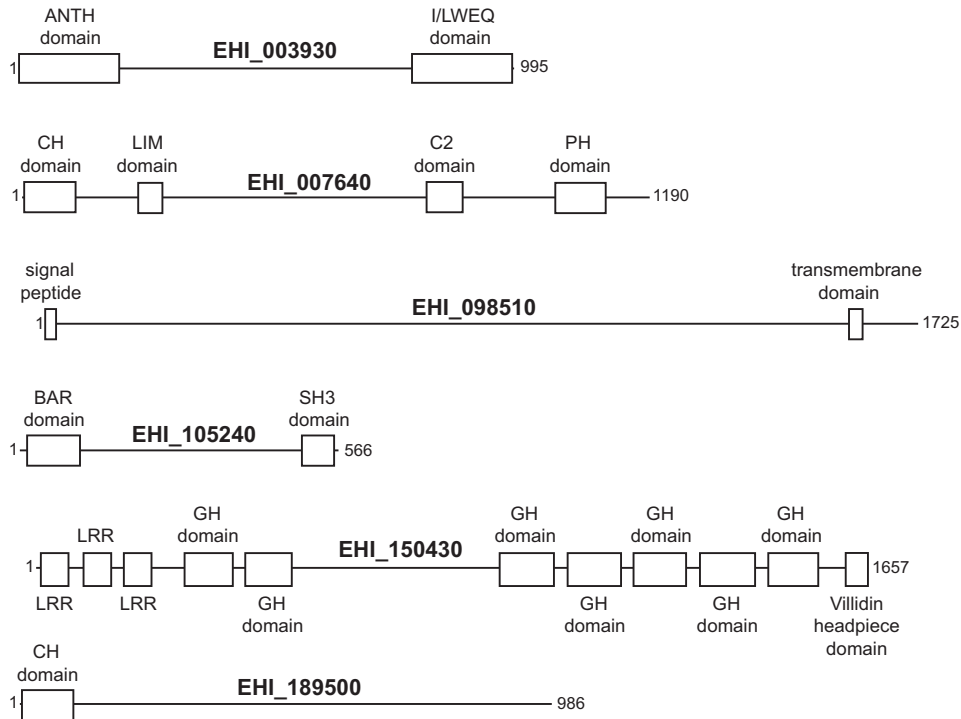 ANTH
domain
I/LWEQ
domain
EHI_003930
1
995
CH
domain
LIM
domain
C2
domain
PH
domain
EHI_007640
1
1190
signal
peptide
transmembrane
domain
EHI_098510
1
1725
BAR
domain
SH3
domain
EHI_105240
1
566
LRR
GH
domain
GH
domain
GH
domain
GH
domain
EHI_150430
1
1657
LRR
LRR
GH
domain
GH
domain
GH
domain
Villidin
headpiece
domain
CH
domain
EHI_189500
1
986